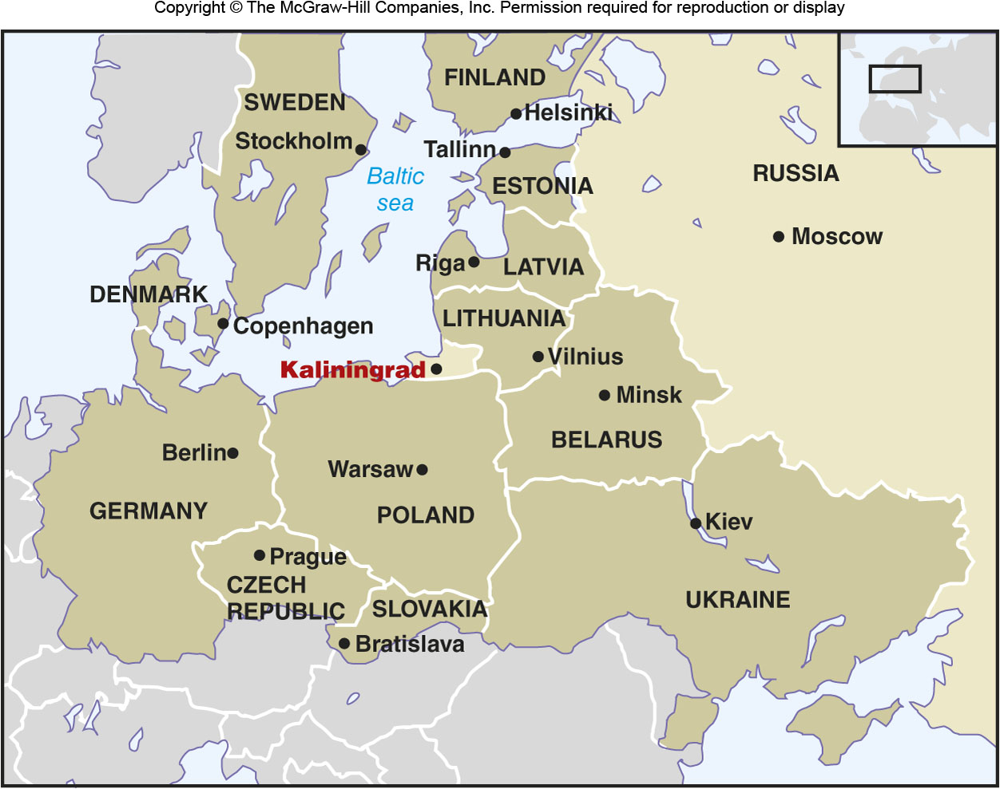 Copyright © The McGraw-Hill Companies, Inc. Permission required for reproduction or display
FINLAND
SWEDEN
Helsinki
Stockholm
Tallinn
Baltic
sea
ESTONIA
RUSSIA
Moscow
Riga
LATVIA
DENMARK
LITHUANIA
Copenhagen
Vilnius
Kaliningrad
Minsk
BELARUS
Berlin
Warsaw
GERMANY
POLAND
Kiev
Prague
CZECH
REPUBLIC
UKRAINE
SLOVAKIA
Bratislava